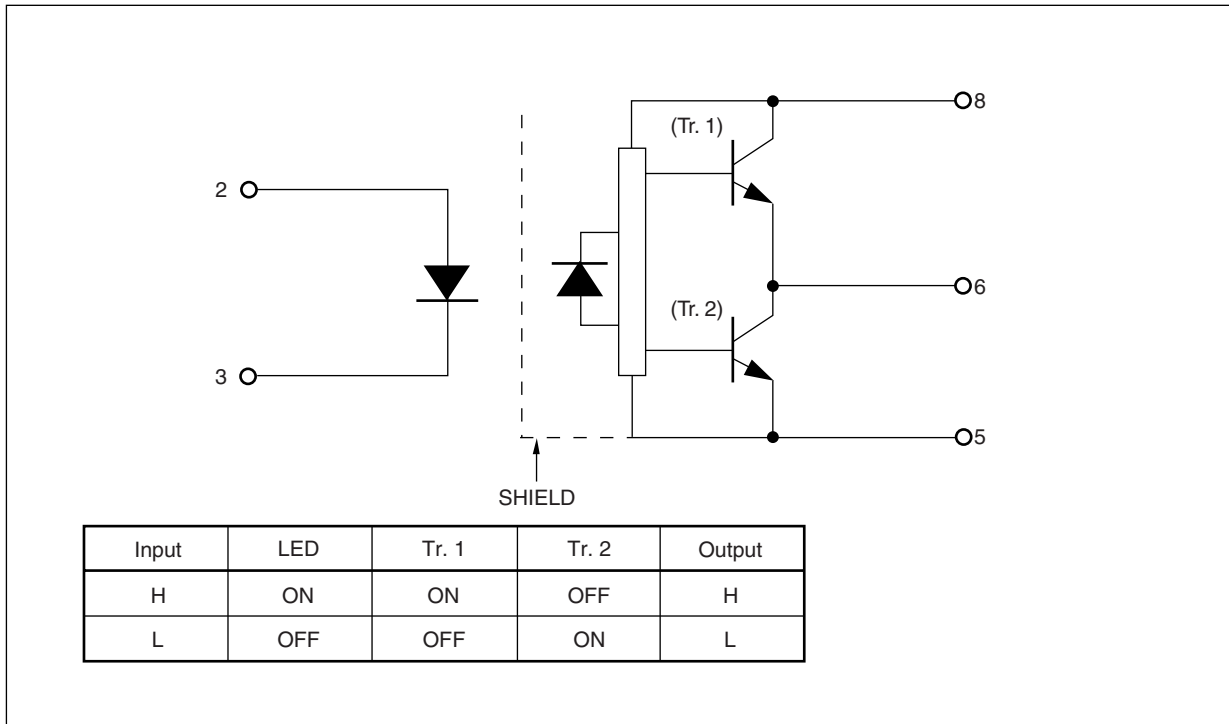 8
(Tr. 1)
2
6
(Tr. 2)
3
5
SHIELD
Input LED Tr. 1 Tr. 2 Output
H ON ON OFF H
L OFF OFF ON L